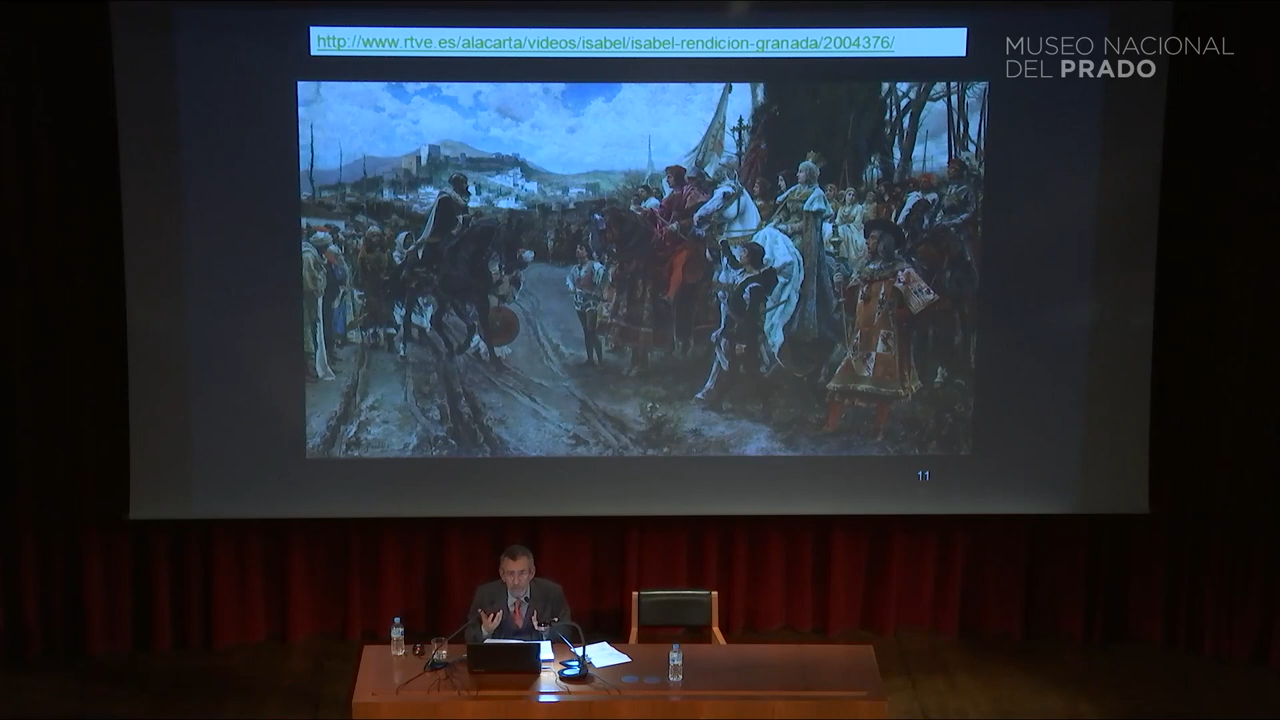 http://www.rtve.es/alacarta/videos/isabel/isabel-rendicion-granada/2004376/
MUSEO NACIONAL
DEL PRADO
11